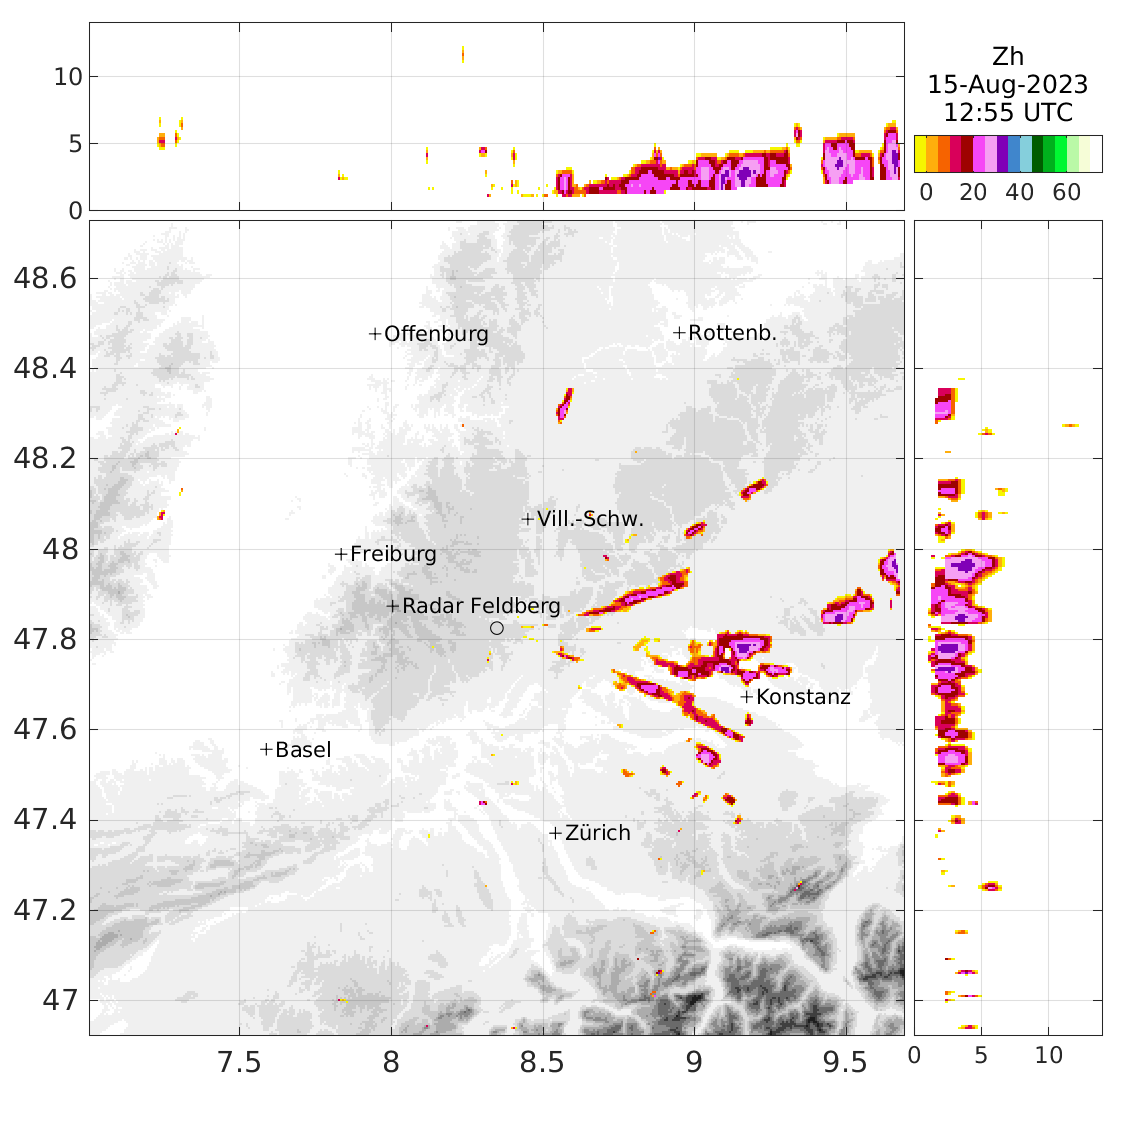 10
5
0
Zh
15-Aug-2023
12:55 UTC
0 20 40 60
48.6
48.4
48.2
48
47.8
47.6
47.4
47.2
47
Offenburg
Rottenb.
Vill.-Schw.
Freiburg
Radar Feldberg
Konstanz
Basel
Zürich
7.5 8 8.5 9 9.5
0 5 10